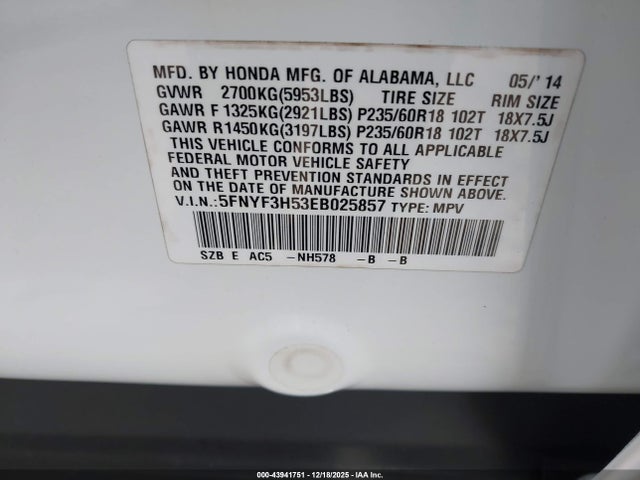 MFD. BY HONDA MFG. OF ALABAMA, LLC 05/'14
GVWR 2700KG(5953LBS) TIRE SIZE RIM SIZE
GAWR F 1325KG(2921LBS) P235/60R18 102T 18X7.5J
GAWR R 1450KG(3197LBS) P235/60R18 102T 18X7.5J
THIS VEHICLE CONFORMS TO ALL APPLICABLE
FEDERAL MOTOR VEHICLE SAFETY
AND THEFT PREVENTION STANDARDS IN EFFECT
ON THE DATE OF MANUFACTURE SHOWN ABOVE.
V.I.N.:5FNYF3H53EB025857 TYPE: MPV
SZB E AC5 -NH578 -B -B
000-43941751 - 12/18/2025 - IAA Inc.